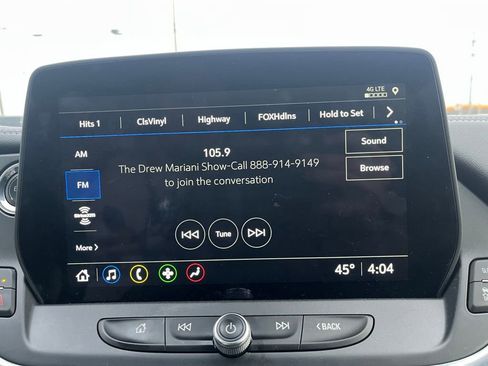 4G LTE
Hits 1 ClsVinyl Highway FOXHdlns Hold to Set
AM
105.9
Sound
The Drew Mariani Show-Call 888-914-9149
to join the conversation
Browse
FM
SiriusXM
Tune
More
45° 4:04
BACK